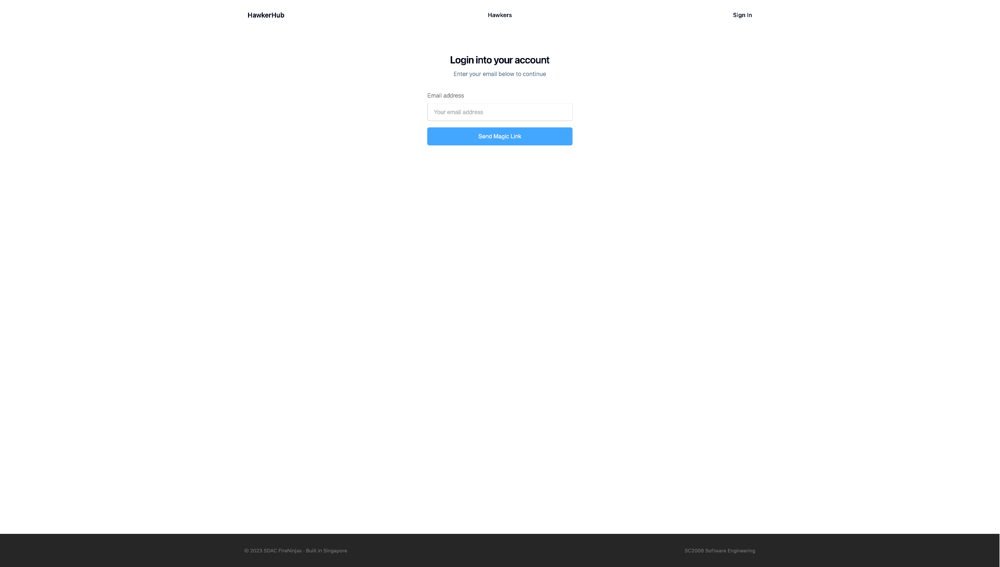 HawkerHub
Hawkers
Sign In
Login into your account
Enter your email below to continue
Email address
Your email address
Send Magic Link
© 2023 SDAC FireNinjas · Built in Singapore
SC2006 Software Engineering